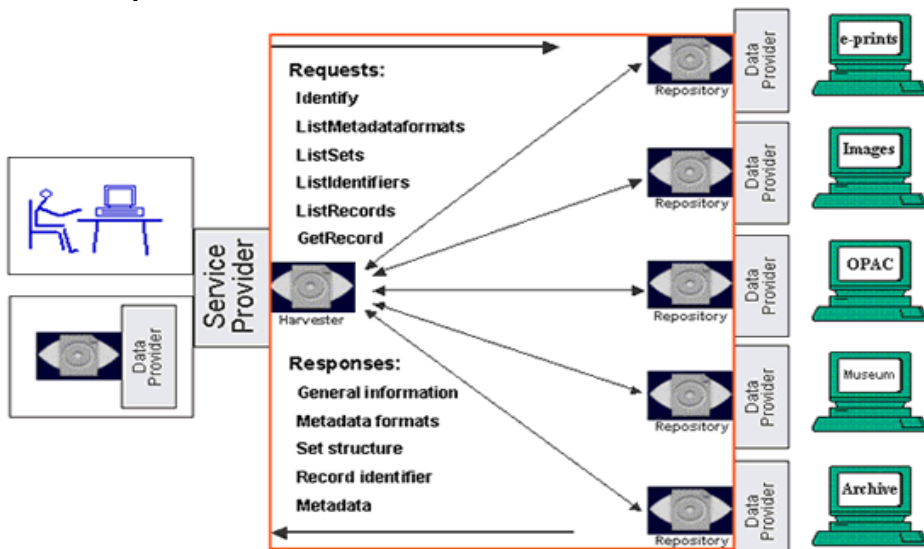 Requests:
Identify
ListMetadataformats
ListSets
ListIdentifiers
ListRecords
GetRecord
Service
Provider
Data
Provider
Harvester
Responses:
General information
Metadata formats
Set structure
Record identifier
Metadata
Repository
Data
Provider
e-prints
Repository
Data
Provider
Images
Repository
Data
Provider
OPAC
Repository
Data
Provider
Museum
Repository
Data
Provider
Archive